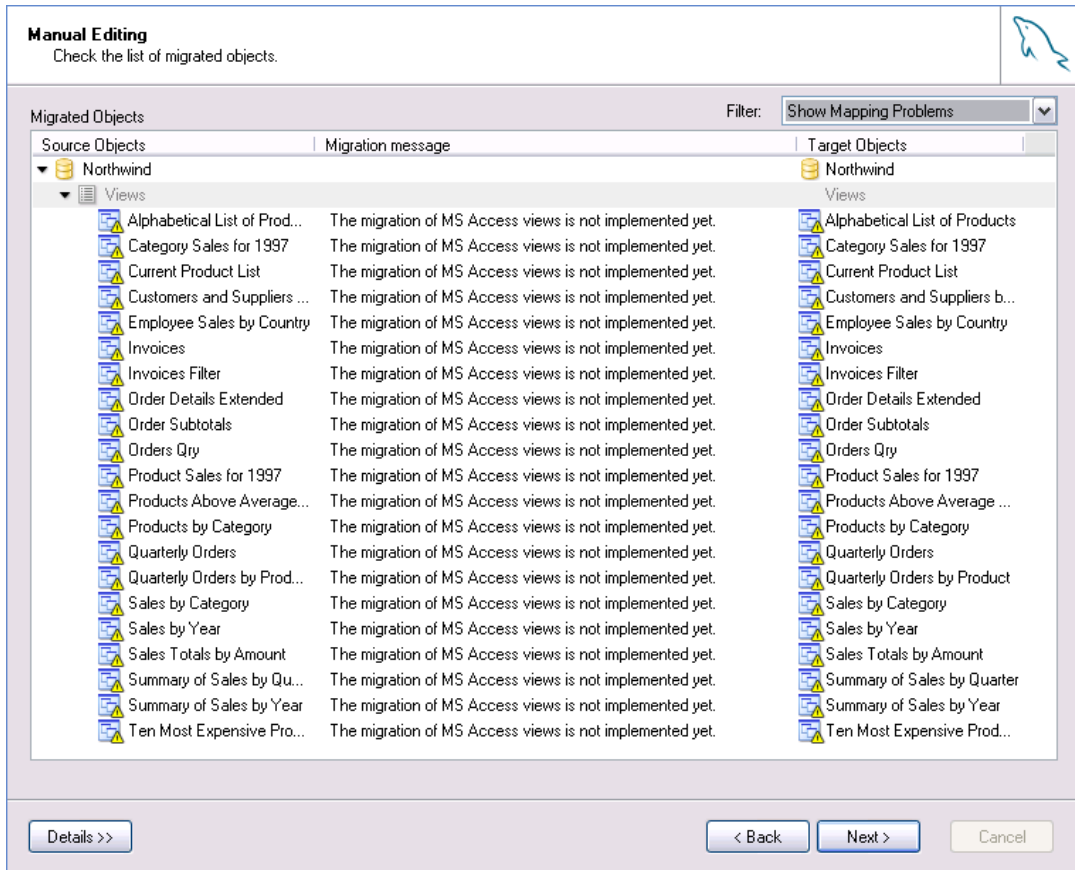 Manual Editing
Check the list of migrated objects.
Migrated Objects Filter: Show Mapping Problems
Source Objects Migration message Target Objects
Northwind Northwind
Views Views
Alphabetical List of Prod... The migration of MS Access views is not implemented yet. Alphabetical List of Products
Category Sales for 1997 The migration of MS Access views is not implemented yet. Category Sales for 1997
Current Product List The migration of MS Access views is not implemented yet. Current Product List
Customers and Suppliers ... The migration of MS Access views is not implemented yet. Customers and Suppliers b...
Employee Sales by Country The migration of MS Access views is not implemented yet. Employee Sales by Country
Invoices The migration of MS Access views is not implemented yet. Invoices
Invoices Filter The migration of MS Access views is not implemented yet. Invoices Filter
Order Details Extended The migration of MS Access views is not implemented yet. Order Details Extended
Order Subtotals The migration of MS Access views is not implemented yet. Order Subtotals
Orders Qry The migration of MS Access views is not implemented yet. Orders Qry
Product Sales for 1997 The migration of MS Access views is not implemented yet. Product Sales for 1997
Products Above Average... The migration of MS Access views is not implemented yet. Products Above Average ...
Products by Category The migration of MS Access views is not implemented yet. Products by Category
Quarterly Orders The migration of MS Access views is not implemented yet. Quarterly Orders
Quarterly Orders by Prod... The migration of MS Access views is not implemented yet. Quarterly Orders by Product
Sales by Category The migration of MS Access views is not implemented yet. Sales by Category
Sales by Year The migration of MS Access views is not implemented yet. Sales by Year
Sales Totals by Amount The migration of MS Access views is not implemented yet. Sales Totals by Amount
Summary of Sales by Qu... The migration of MS Access views is not implemented yet. Summary of Sales by Quarter
Summary of Sales by Year The migration of MS Access views is not implemented yet. Summary of Sales by Year
Ten Most Expensive Pro... The migration of MS Access views is not implemented yet. Ten Most Expensive Prod...
Details >> < Back Next > Cancel